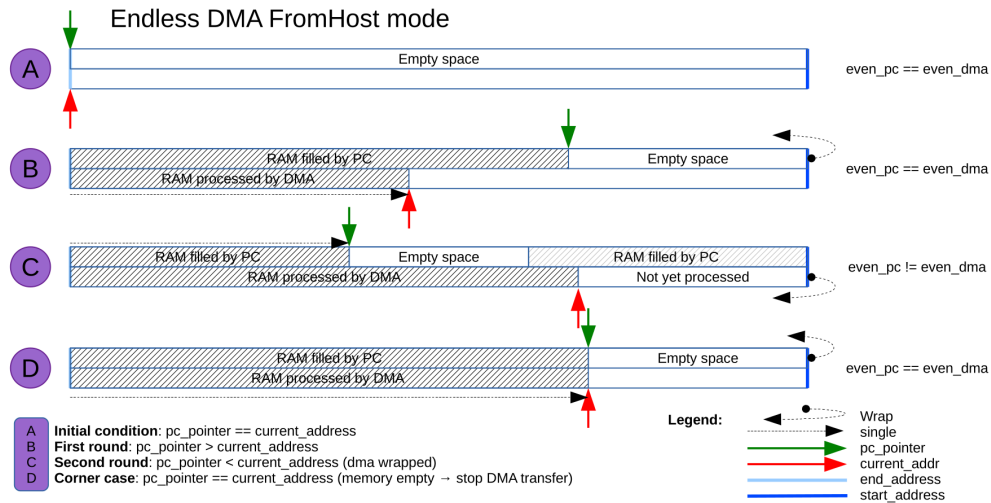 Endless DMA FromHost mode
A
Empty space
even_pc == even_dma
B
RAM filled by PC
Empty space
RAM processed by DMA
even_pc == even_dma
C
RAM filled by PC
Empty space
RAM filled by PC
RAM processed by DMA
Not yet processed
even_pc != even_dma
D
RAM filled by PC
Empty space
RAM processed by DMA
even_pc == even_dma
A Initial condition: pc_pointer == current_address
B First round: pc_pointer > current_address
C Second round: pc_pointer < current_address (dma wrapped)
D Corner case: pc_pointer == current_address (memory empty → stop DMA transfer)
Legend:
Wrap
single
pc_pointer
current_addr
end_address
start_address